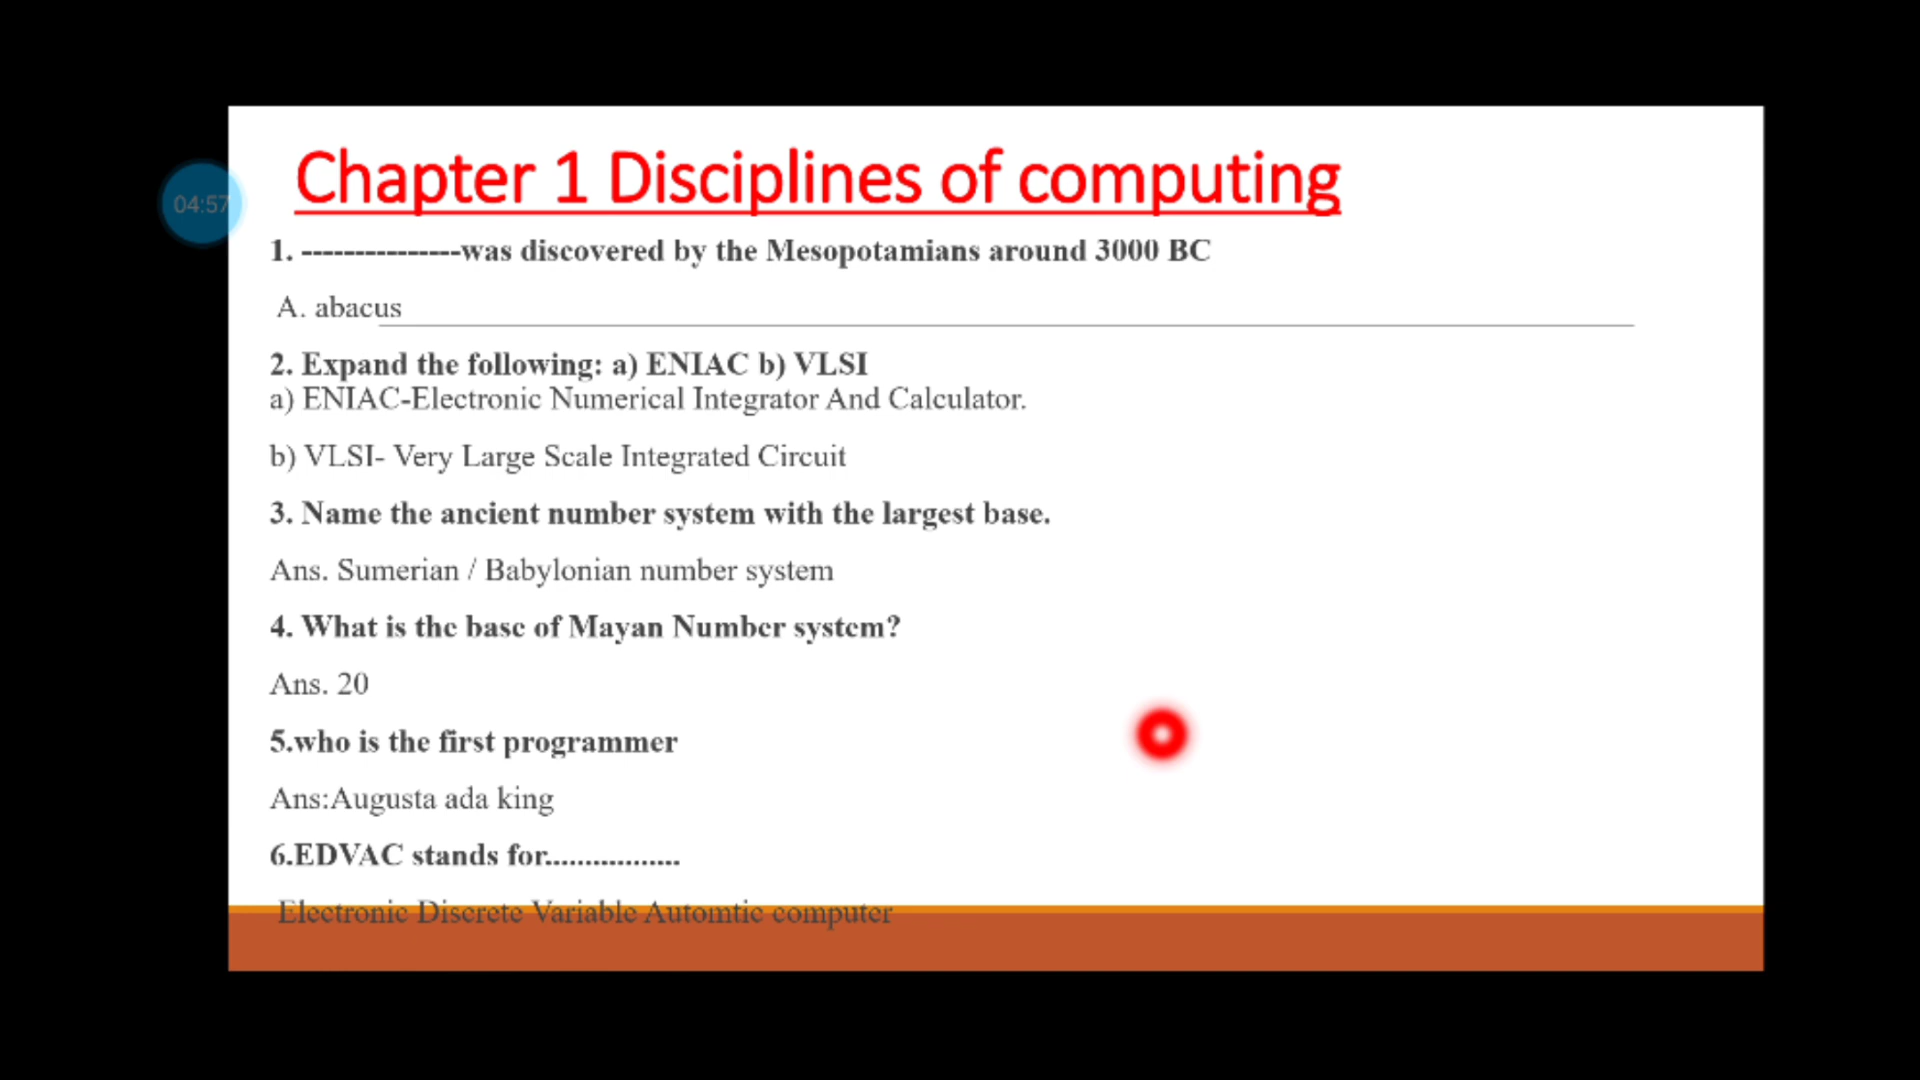 Chapter 1 Disciplines of computing
04:57
1. ---------------was discovered by the Mesopotamians around 3000 BC
A. abacus
2. Expand the following: a) ENIAC b) VLSI
a) ENIAC-Electronic Numerical Integrator And Calculator.
b) VLSI- Very Large Scale Integrated Circuit
3. Name the ancient number system with the largest base.
Ans. Sumerian / Babylonian number system
4. What is the base of Mayan Number system?
Ans. 20
5.who is the first programmer
Ans:Augusta ada king
6.EDVAC stands for.................
Electronic Discrete Variable Automtic computer